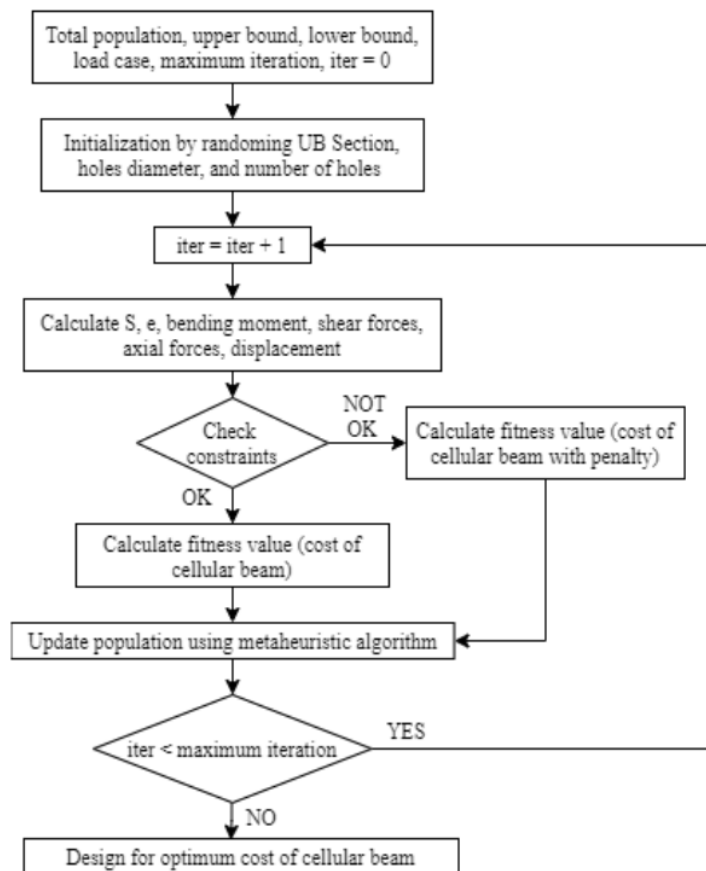 Total population, upper bound, lower bound,
load case, maximum iteration, iter = 0
Initialization by randoming UB Section,
holes diameter, and number of holes
iter = iter + 1
Calculate S, e, bending moment, shear forces,
axial forces, displacement
Check
constraints
NOT
OK
Calculate fitness value (cost of
cellular beam with penalty)
OK
Calculate fitness value (cost of
cellular beam)
Update population using metaheuristic algorithm
iter < maximum iteration
YES
NO
Design for optimum cost of cellular beam